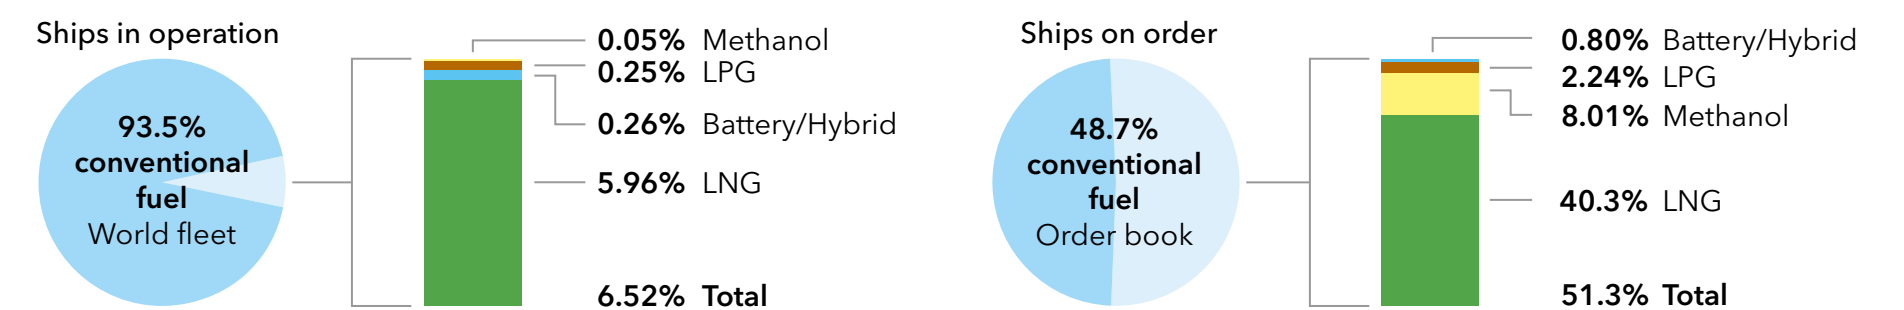 Ships in operation
93.5%
conventional
fuel
World fleet
0.05% Methanol
0.25% LPG
0.26% Battery/Hybrid
5.96% LNG
6.52% Total
Ships on order
48.7%
conventional
fuel
Order book
0.80% Battery/Hybrid
2.24% LPG
8.01% Methanol
40.3% LNG
51.3% Total